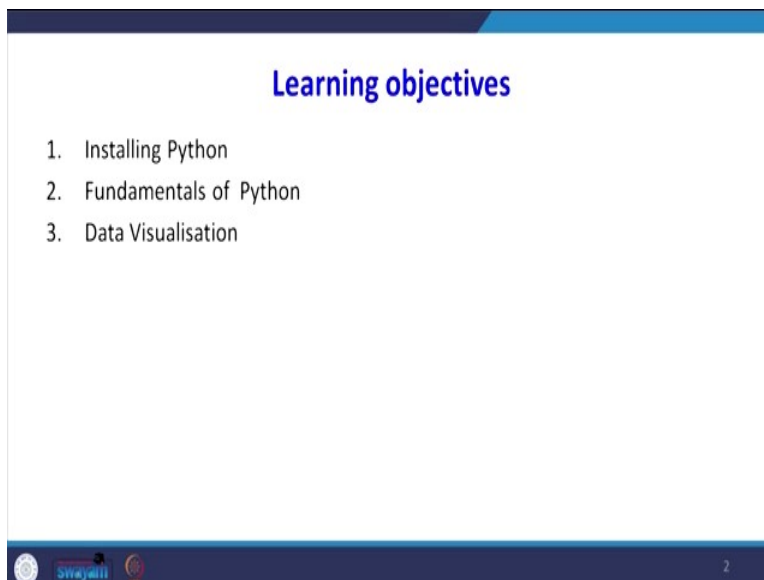 Learning objectives
1. Installing Python
2. Fundamentals of Python
3. Data Visualisation
swayam
2